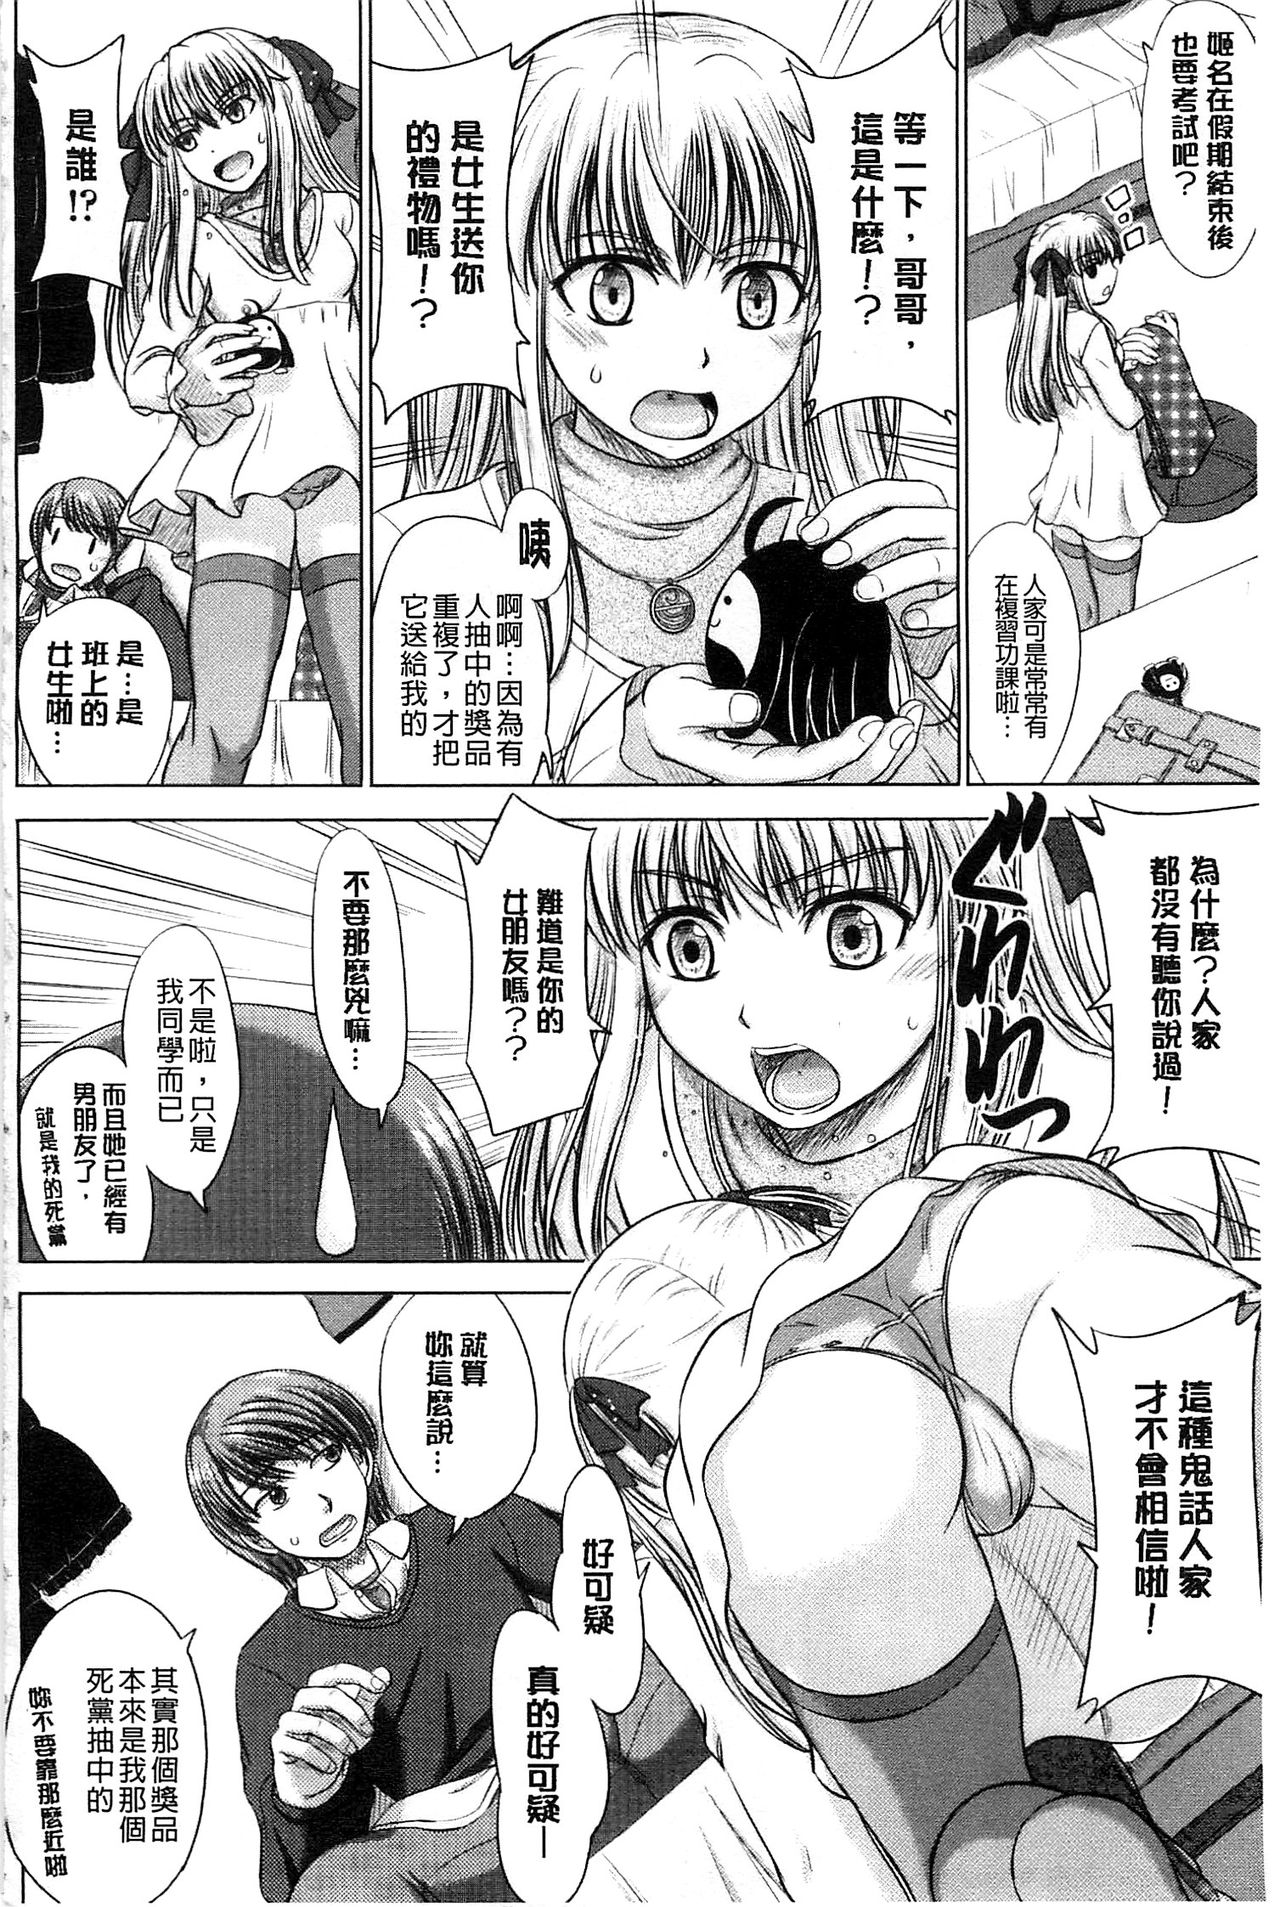 姬名在假期結束後
也要考試吧？
人家可是常常有
在複習功課啦…
等一下，哥哥，
這是什麼！？
是女生送你
的禮物嗎！？
咦
啊啊…因為有
人抽中的獎品
重複了，才把
它送給我的
是誰！？
是…是
班上的
女生啦…
為什麼？人家
都沒有聽你說過！
ぐわわっ
難道是你的
女朋友嗎？？
不要那麼兇嘛…
不是啦，只是
我同學而已
而且她已經有
男朋友了，
就是我的死黨
這種鬼話人家
才不會相信啦！
就算
妳這麼說…
好可疑
真的好可疑—
其實那個獎品
本來是我那個
死黨抽中的
妳不要靠那麼近啦